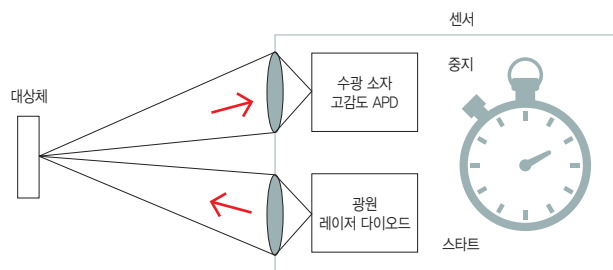 센서
중지
대상체
수광 소자
고감도 APD
광원
레이저 다이오드
스타트